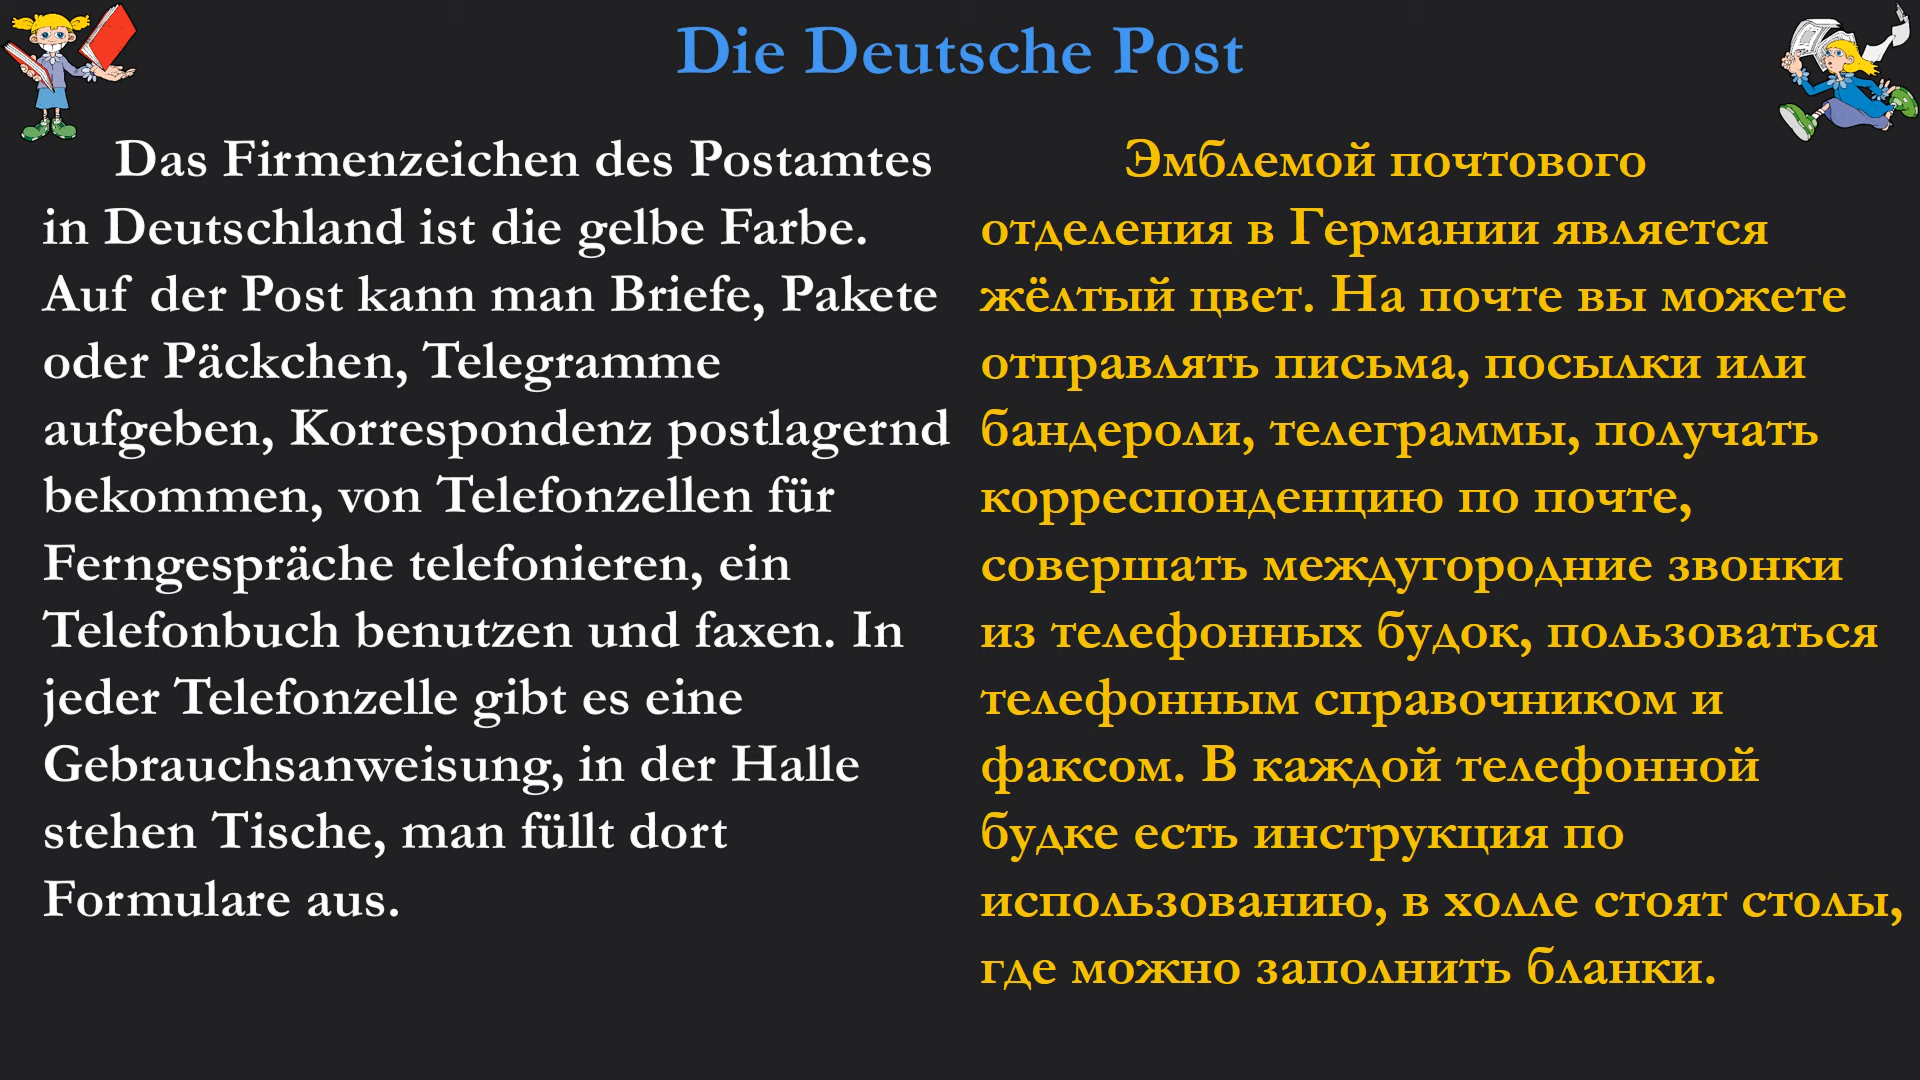 Die Deutsche Post
Das Firmenzeichen des Postamtes
in Deutschland ist die gelbe Farbe.
Auf der Post kann man Briefe, Pakete
oder Päckchen, Telegramme
aufgeben, Korrespondenz postlagernd
bekommen, von Telefonzellen für
Ferngespräche telefonieren, ein
Telefonbuch benutzen und faxen. In
jeder Telefonzelle gibt es eine
Gebrauchsanweisung, in der Halle
stehen Tische, man füllt dort
Formulare aus.
Эмблемой почтового
отделения в Германии является
жёлтый цвет. На почте вы можете
отправлять письма, посылки или
бандероли, телеграммы, получать
корреспонденцию по почте,
совершать междугородние звонки
из телефонных будок, пользоваться
телефонным справочником и
факсом. В каждой телефонной
будке есть инструкция по
использованию, в холле стоят столы,
где можно заполнить бланки.